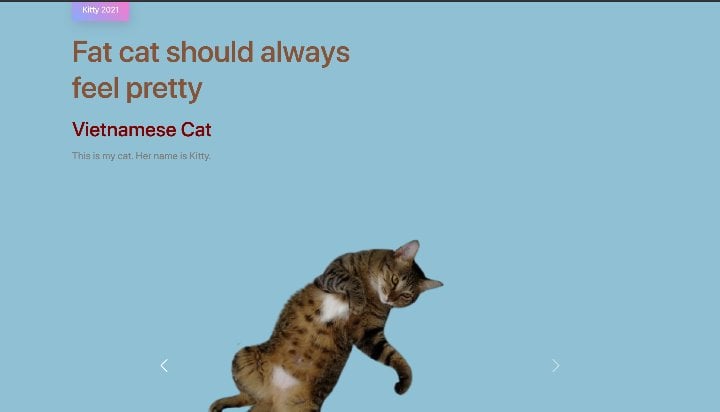 Kitty 2021
Fat cat should always
feel pretty
Vietnamese Cat
This is my cat. Her name is Kitty.